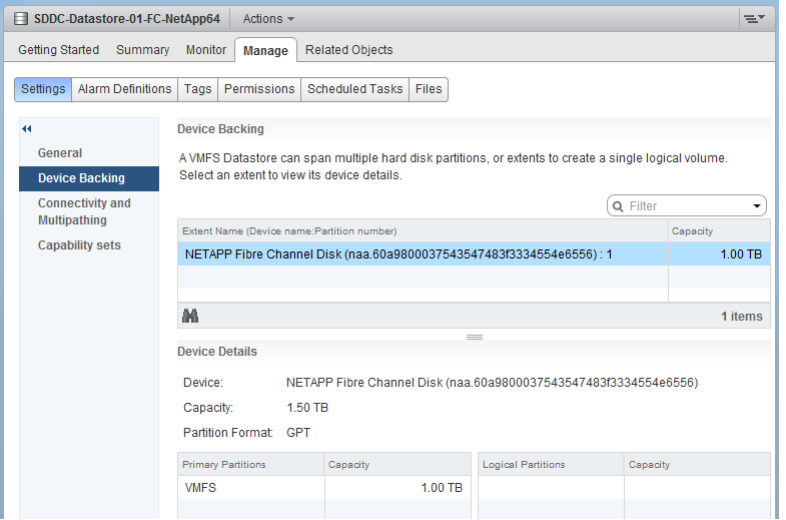 SDDC-Datastore-01-FC-NetApp64 Actions
Getting Started Summary Monitor Manage Related Objects
Settings Alarm Definitions Tags Permissions Scheduled Tasks Files
General
Device Backing
Connectivity and
Multipathing
Capability sets
Device Backing
A VMFS Datastore can span multiple hard disk partitions, or extents to create a single logical volume.
Select an extent to view its device details.
Filter
Extent Name (Device name:Partition number) Capacity
NETAPP Fibre Channel Disk (naa.60a9800037543547483f3334554e6556) : 1 1.00 TB
1 items
Device Details
Device: NETAPP Fibre Channel Disk (naa.60a9800037543547483f3334554e6556)
Capacity: 1.50 TB
Partition Format: GPT
Primary Partitions Capacity Logical Partitions Capacity
VMFS 1.00 TB